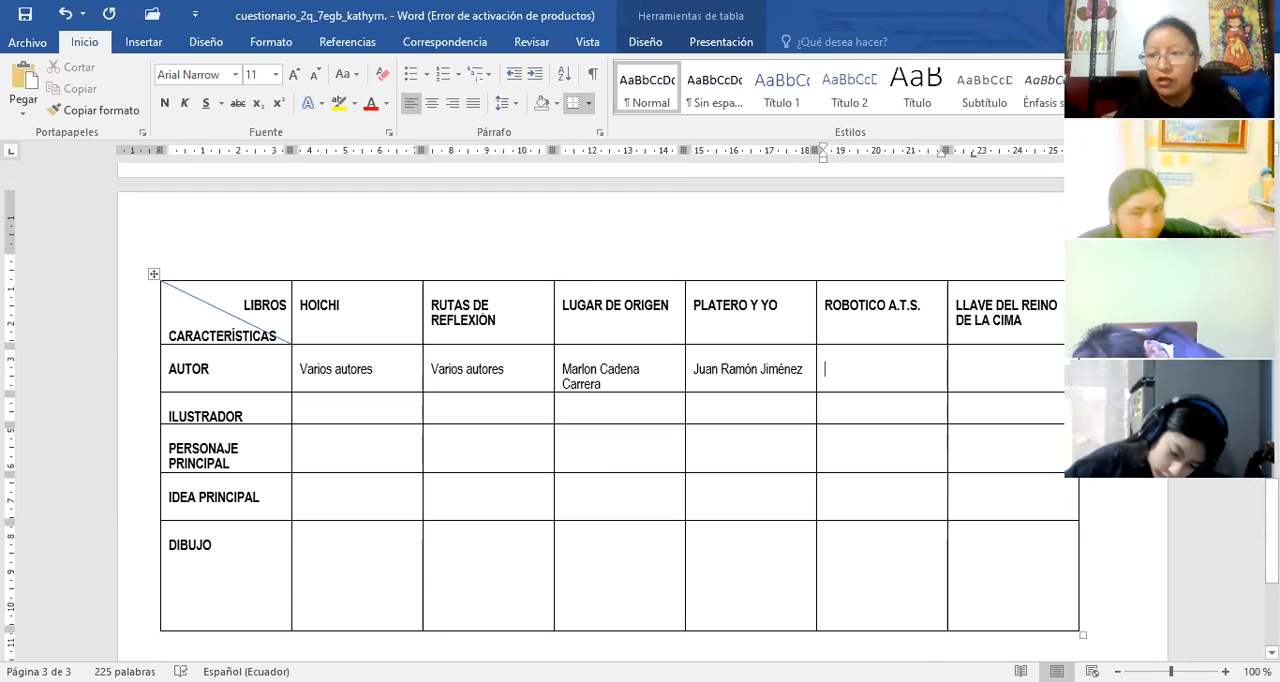 cuestionario_2q_7egb_kathym. - Word (Error de activación de productos)
Herramientas de tabla
Archivo Inicio Insertar Diseño Formato Referencias Correspondencia Revisar Vista Diseño Presentación ¿Qué desea hacer?
Pegar
Cortar
Copiar
Copiar formato
Portapapeles
Arial Narrow 11
Fuente
Párrafo
AaBbCcDc AaBbCcDc AaBbCcD AaBbCcD AaB AaBbCcD AaBbCcD
¶ Normal ¶ Sin espa... Título 1 Título 2 Título Subtítulo Énfasis s
Estilos
LIBROS
CARACTERÍSTICAS
HOICHI
RUTAS DE
REFLEXIÓN
LUGAR DE ORIGEN
PLATERO Y YO
ROBOTICO A.T.S.
LLAVE DEL REINO
DE LA CIMA
AUTOR
Varios autores
Varios autores
Marlon Cadena
Carrera
Juan Ramón Jiménez
ILUSTRADOR
PERSONAJE
PRINCIPAL
IDEA PRINCIPAL
DIBUJO
Página 3 de 3 225 palabras Español (Ecuador) 100 %